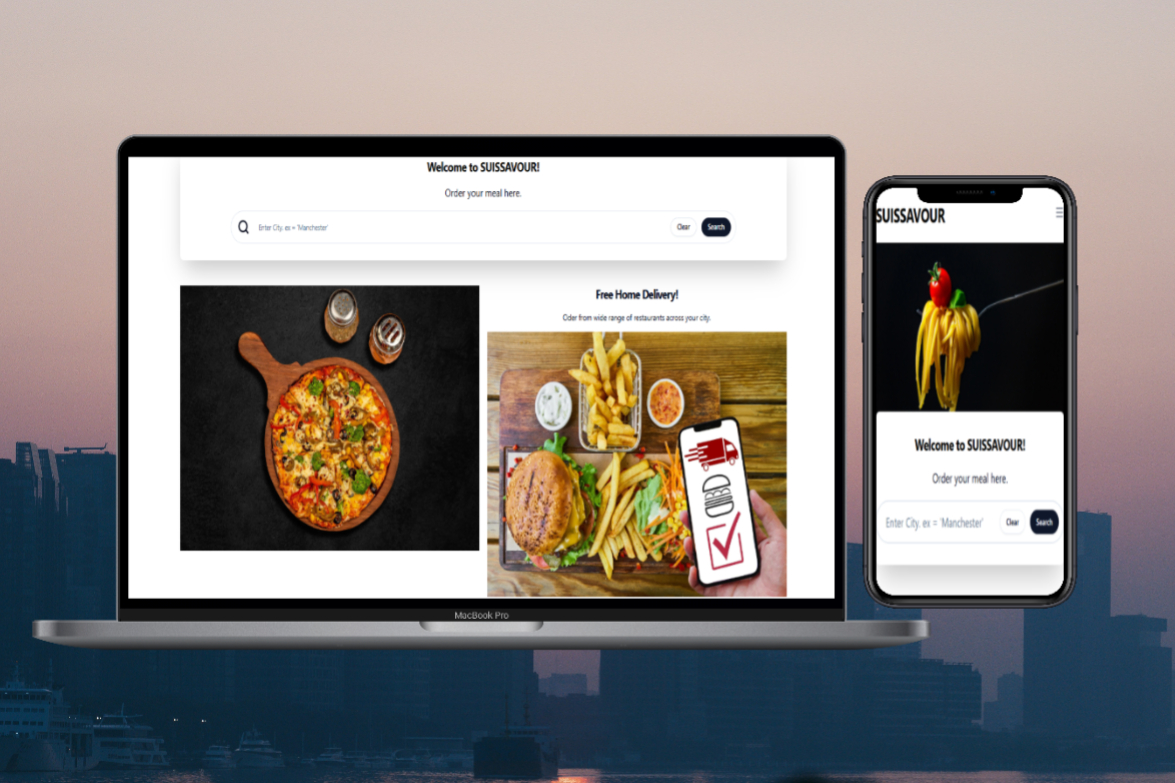 Welcome to SUISSAVOUR!
Order your meal here.
Enter City. ex = 'Manchester'
Clear
Search
Free Home Delivery!
Oder from wide range of restaurants across your city.
MacBook Pro
SUISSAVOUR
Welcome to SUISSAVOUR!
Order your meal here.
Enter City. ex = 'Manchester'
Clear
Search